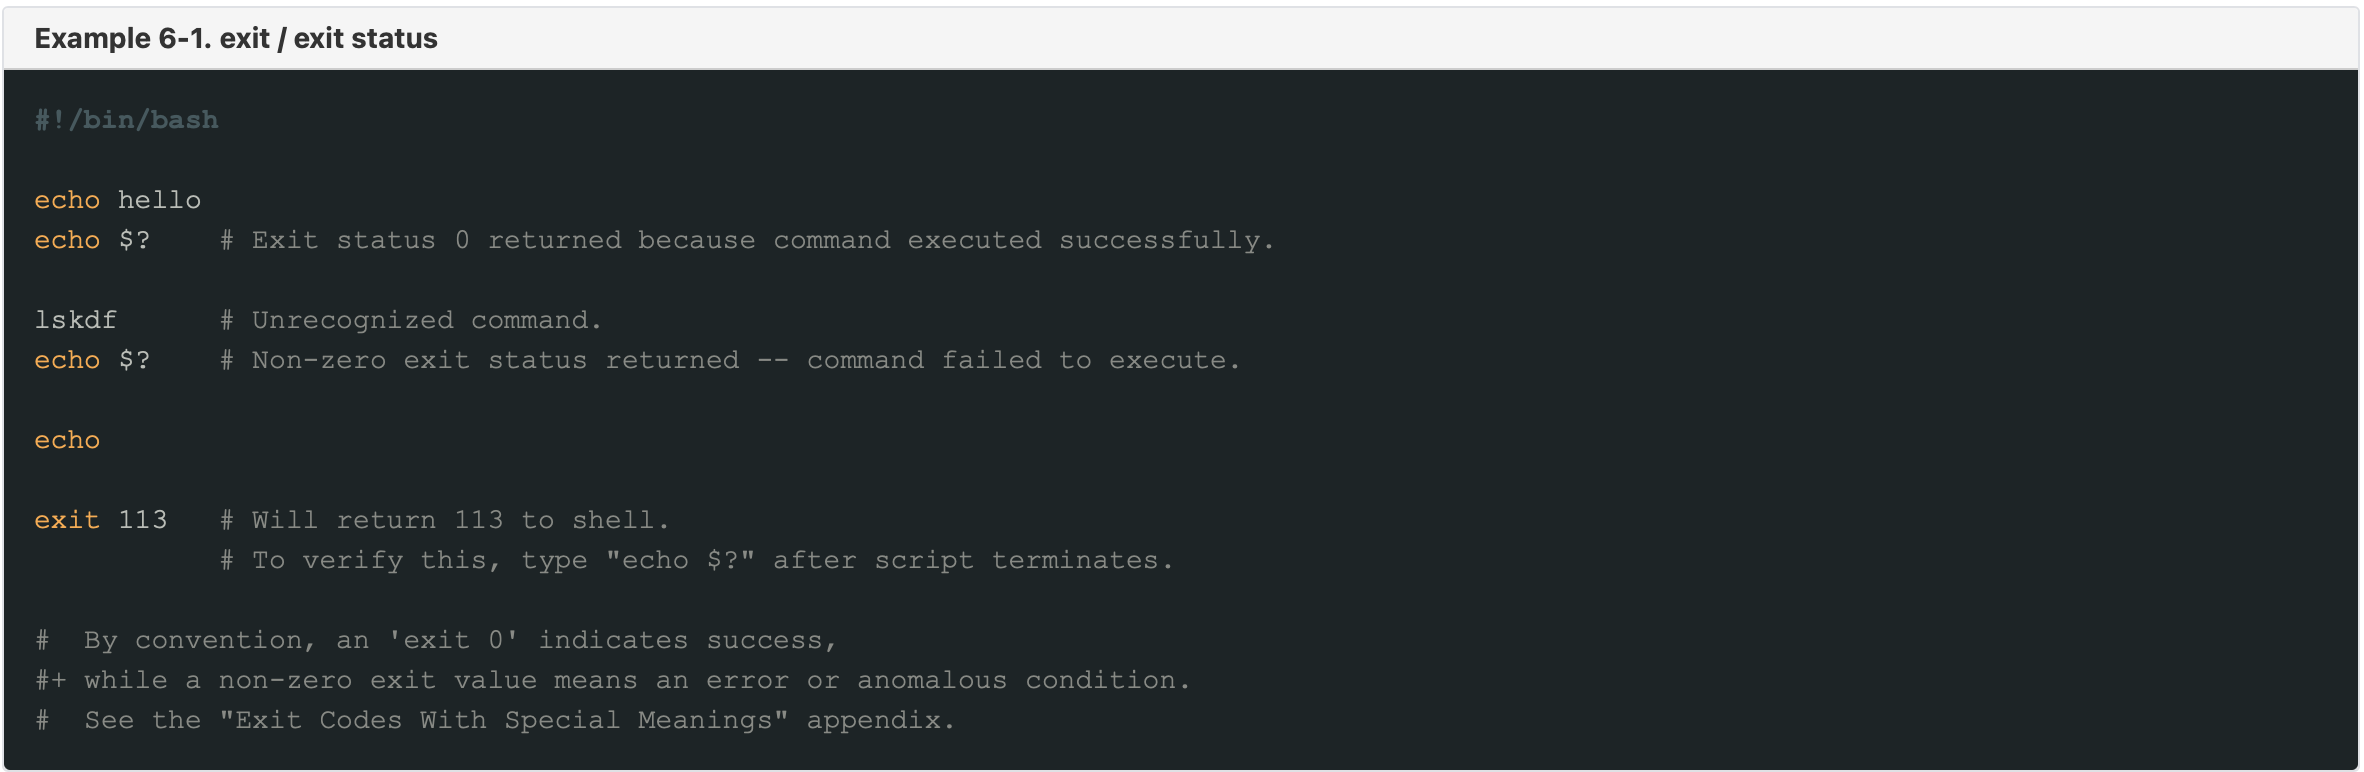 Example 6-1. exit / exit status
#!/bin/bash
echo hello
echo $?    # Exit status 0 returned because command executed successfully.
lskdf      # Unrecognized command.
echo $?    # Non-zero exit status returned -- command failed to execute.
echo
exit 113   # Will return 113 to shell.
           # To verify this, type "echo $?" after script terminates.
#  By convention, an 'exit 0' indicates success,
#+ while a non-zero exit value means an error or anomalous condition.
#  See the "Exit Codes With Special Meanings" appendix.